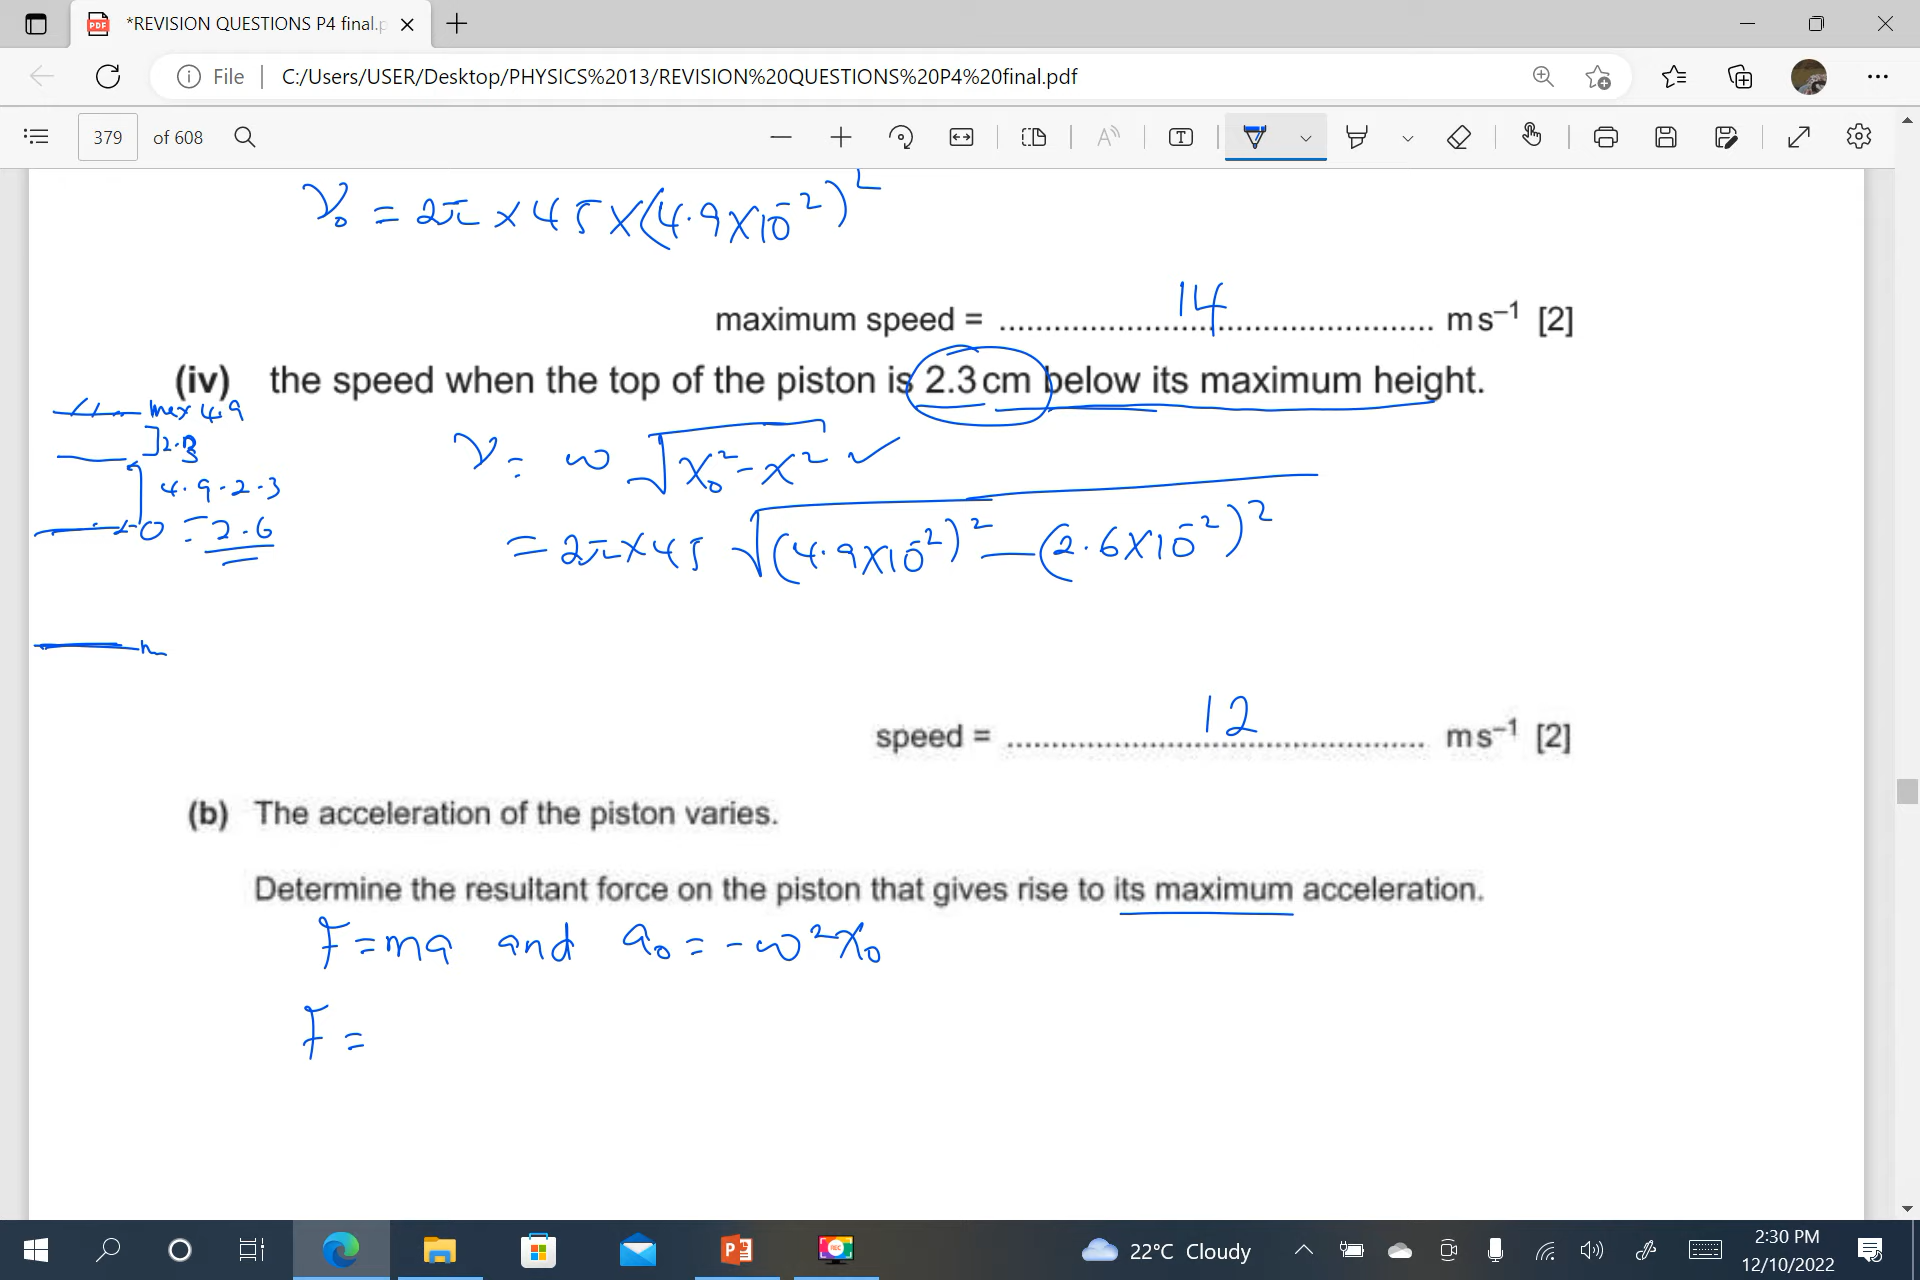 *REVISION QUESTIONS P4 final.p
File
C:/Users/USER/Desktop/PHYSICS%2013/REVISION%20QUESTIONS%20P4%20final.pdf
379 of 608
v₀ = 2π × 45 × (4.9×10⁻²)²
14
maximum speed = ........................................ m s⁻¹ [2]
(iv) the speed when the top of the piston is 2.3 cm below its maximum height.
max 4.9
2.3
4.9-2.3
0 = 2.6
v = ω √(x₀² - x²) ✓
= 2π×45 √((4.9×10⁻²)² — (2.6×10⁻²)²)
12
speed = ........................................ m s⁻¹ [2]
(b) The acceleration of the piston varies.
Determine the resultant force on the piston that gives rise to its maximum acceleration.
F = ma and a₀ = -ω²x₀
F =
22°C Cloudy
2:30 PM
12/10/2022